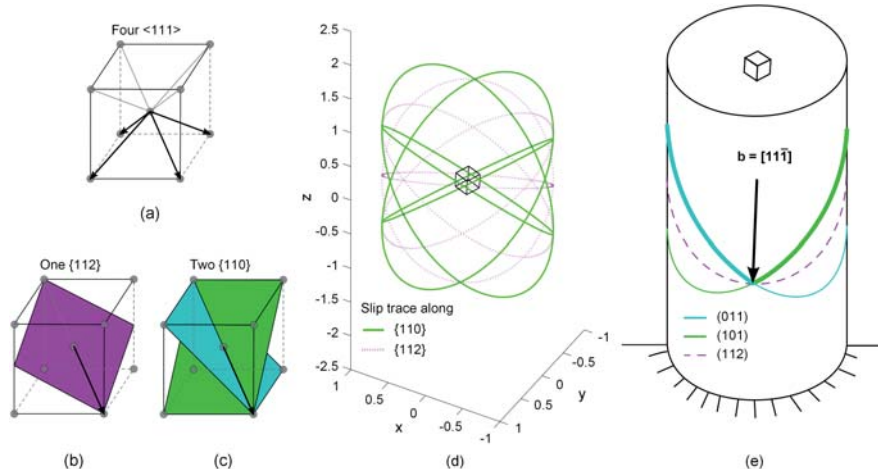 Four <111>
(a)
One {112}
(b)
Two {110}
(c)
2.5
2
1.5
1
0.5
0
-0.5
-1
-1.5
-2
-2.5
z
Slip trace along
{110}
{112}
1
0.5
0
-0.5
-1
x
-1
-0.5
0
0.5
1
y
(d)
b = [111̄]
(011)
(101)
(112)
(e)